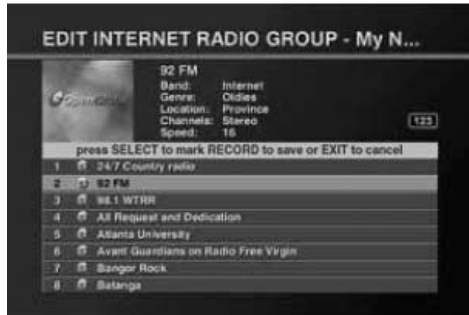 EDIT INTERNET RADIO GROUP - My N...
92 FM
Band: Internet
Genre: Oldies
Location: Province
Channels: Stereo
Speed: 16
123
press SELECT to mark RECORD to save or EXIT to cancel
1 24/7 Country radio
2 92 FM
3 98.1 WTRR
4 All Request and Dedication
5 Atlanta University
6 Avant Guardians on Radio Free Virgin
7 Bangor Rock
8 Batanga